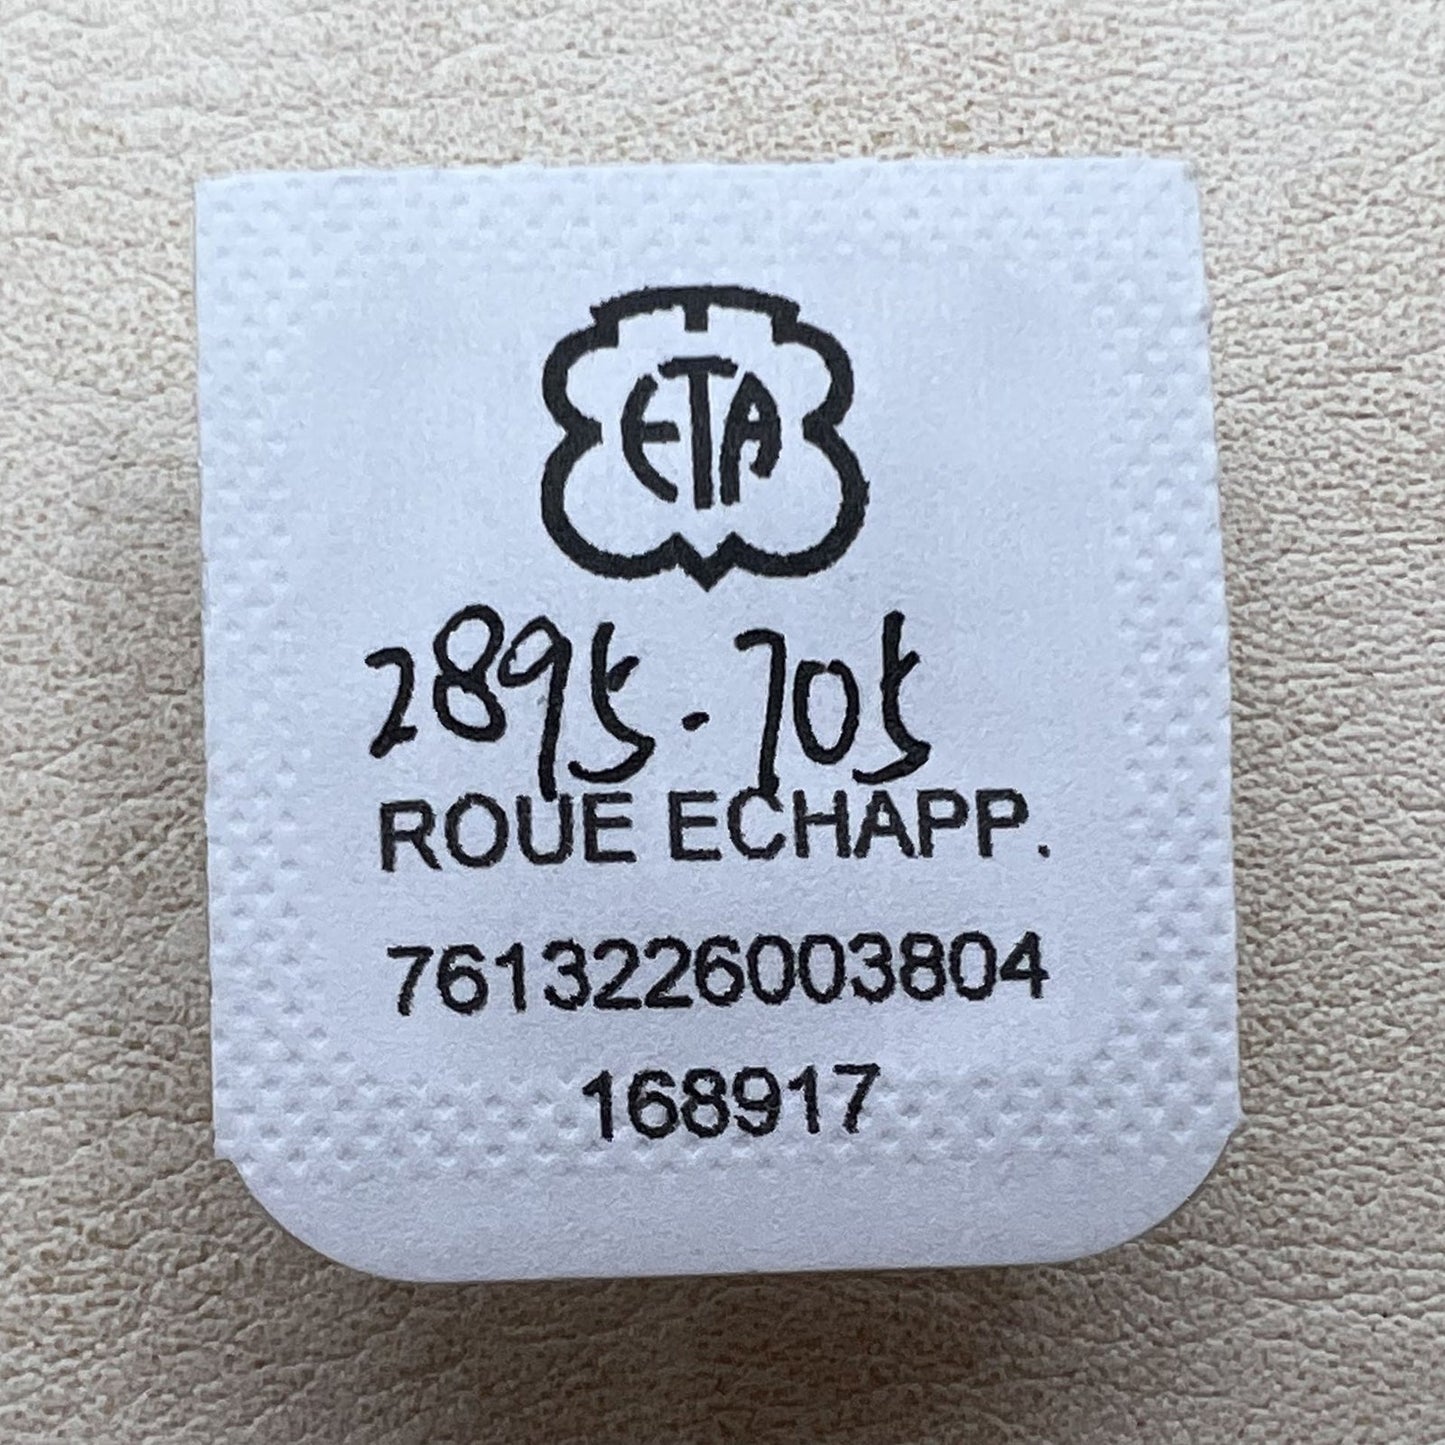 ETA
2895.705
ROUE ECHAPP.
7613226003804
168917